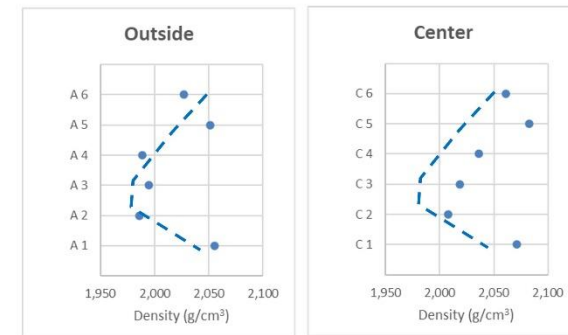 Outside
A 6
A 5
A 4
A 3
A 2
A 1
1,950 2,000 2,050 2,100
Density (g/cm³)
Center
C 6
C 5
C 4
C 3
C 2
C 1
1,950 2,000 2,050 2,100
Density (g/cm³)